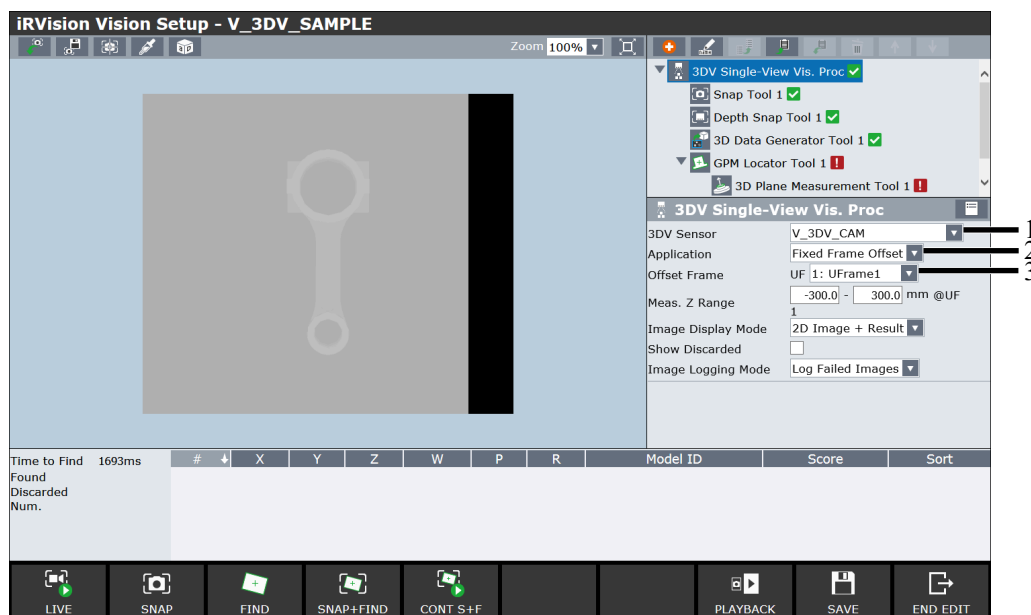 iRVision Vision Setup - V_3DV_SAMPLE
Zoom 100%
3DV Single-View Vis. Proc
Snap Tool 1
Depth Snap Tool 1
3D Data Generator Tool 1
GPM Locator Tool 1
3D Plane Measurement Tool 1
3DV Single-View Vis. Proc
3DV Sensor V_3DV_CAM 1
Application Fixed Frame Offset 2
Offset Frame UF 1: UFrame1 3
Meas. Z Range -300.0 - 300.0 mm @UF
1
Image Display Mode 2D Image + Result
Show Discarded
Image Logging Mode Log Failed Images
Time to Find 1693ms # X Y Z W P R Model ID Score Sort
Found
Discarded
Num.
LIVE SNAP FIND SNAP+FIND CONT S+F PLAYBACK SAVE END EDIT